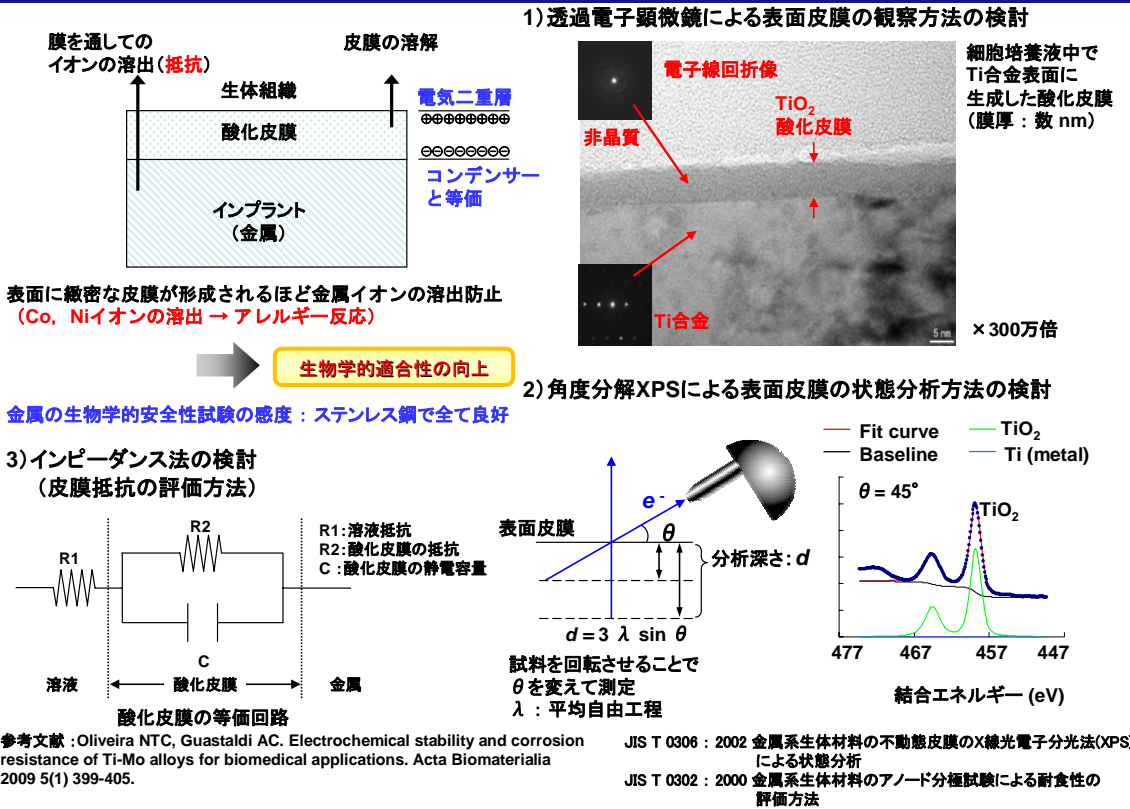 膜を通しての
イオンの溶出(抵抗)
皮膜の溶解
生体組織
電気二重層
⊕⊕⊕⊕⊕⊕⊕⊕
酸化皮膜
⊖⊖⊖⊖⊖⊖⊖⊖
コンデンサー
と等価
インプラント
(金属)
表面に緻密な皮膜が形成されるほど金属イオンの溶出防止
(Co, Niイオンの溶出 → アレルギー反応)
生物学的適合性の向上
金属の生物学的安全性試験の感度 : ステンレス鋼で全て良好
1)透過電子顕微鏡による表面皮膜の観察方法の検討
電子線回折像
TiO2
酸化皮膜
非晶質
Ti合金
5 nm
細胞培養液中で
Ti合金表面に
生成した酸化皮膜
(膜厚 : 数 nm)
×300万倍
2)角度分解XPSによる表面皮膜の状態分析方法の検討
e -
θ
表面皮膜
分析深さ: d
d = 3 λ sin θ
試料を回転させることで
θを変えて測定
λ : 平均自由工程
Fit curve
TiO2
Baseline
Ti (metal)
θ = 45°
TiO2
477 467 457 447
結合エネルギー (eV)
3)インピーダンス法の検討
(皮膜抵抗の評価方法)
R1
R2
C
R1:溶液抵抗
R2:酸化皮膜の抵抗
C :酸化皮膜の静電容量
溶液
酸化皮膜
金属
酸化皮膜の等価回路
参考文献 :Oliveira NTC, Guastaldi AC. Electrochemical stability and corrosion
resistance of Ti-Mo alloys for biomedical applications. Acta Biomaterialia
2009 5(1) 399-405.
JIS T 0306 : 2002 金属系生体材料の不動態皮膜のX線光電子分光法(XPS)
による状態分析
JIS T 0302 : 2000 金属系生体材料のアノード分極試験による耐食性の
評価方法